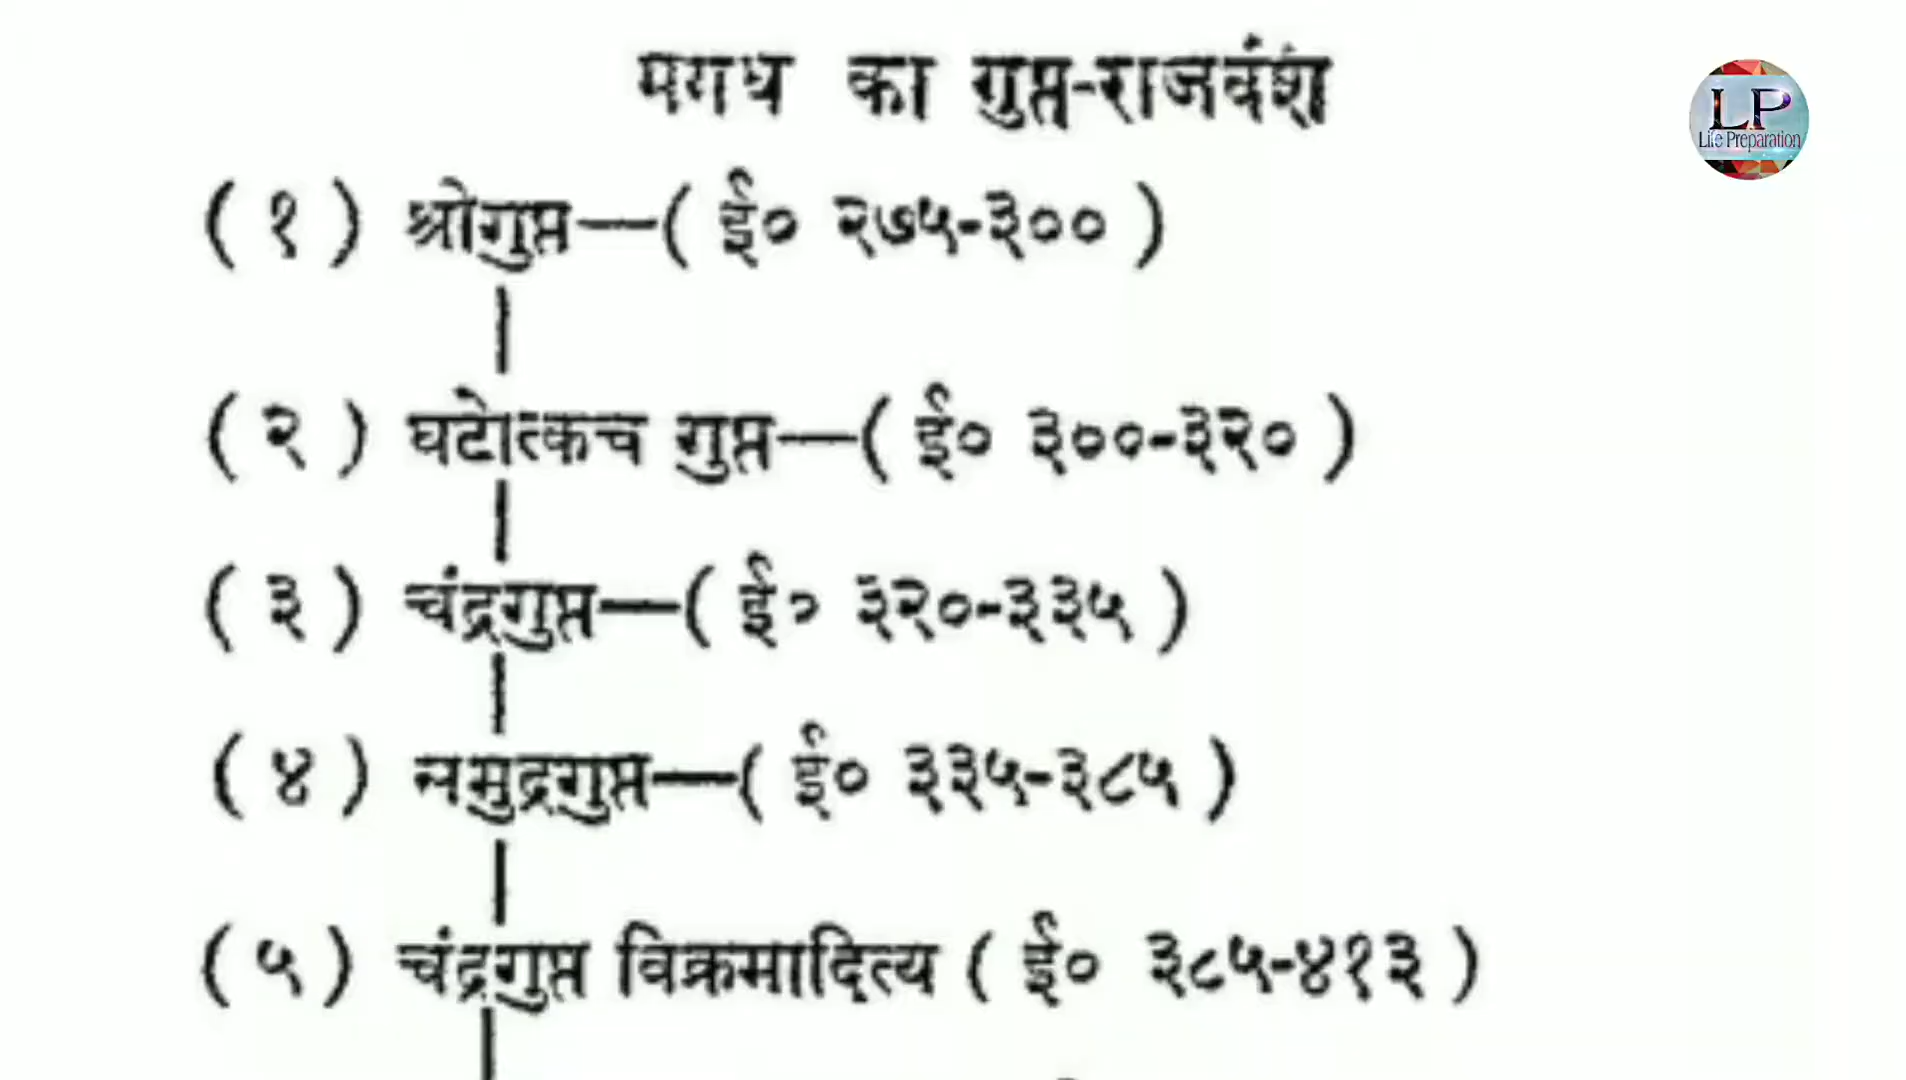 मगध का गुप्त-राजवंश
LP
Life Preparation
( १ ) श्रीगुप्त—( ई० २७५-३०० )
( २ ) घटोत्कच गुप्त—( ई० ३००-३२० )
( ३ ) चंद्रगुप्त—( ई० ३२०-३३५ )
( ४ ) समुद्रगुप्त—( ई० ३३५-३८५ )
( ५ ) चंद्रगुप्त विक्रमादित्य ( ई० ३८५-४१३ )